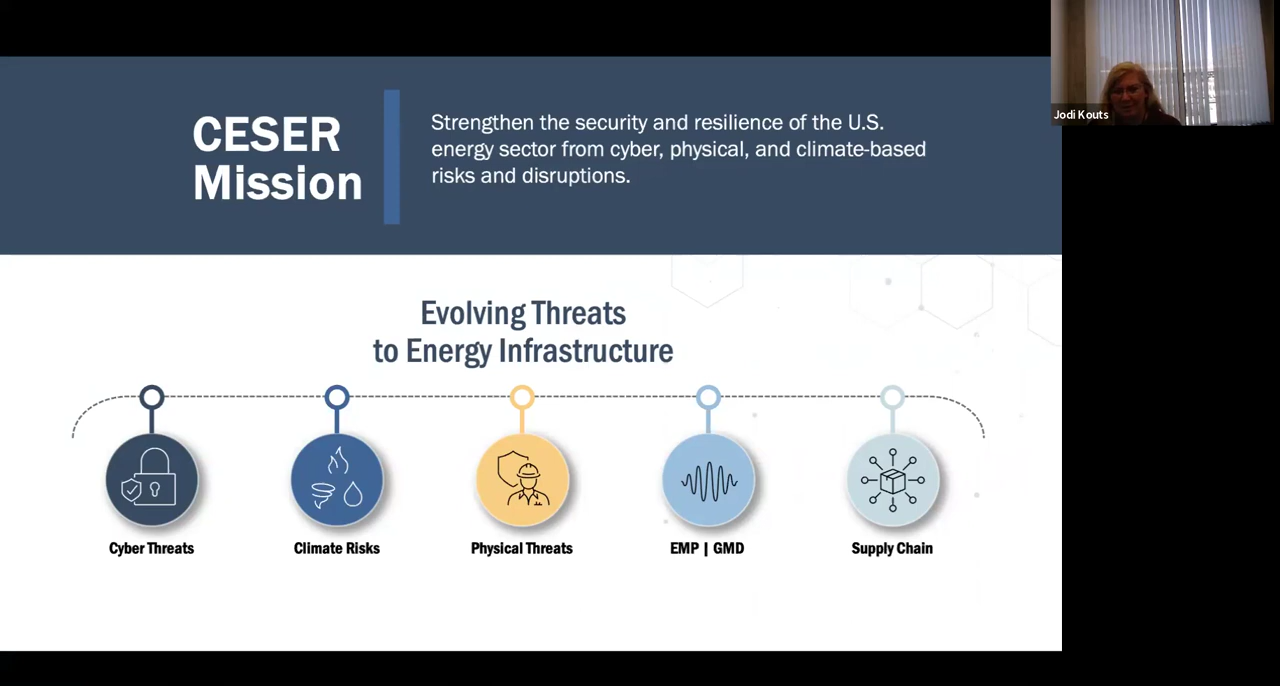 CESER
Mission
Strengthen the security and resilience of the U.S.
energy sector from cyber, physical, and climate-based
risks and disruptions.
Jodi Kouts
Evolving Threats
to Energy Infrastructure
Cyber Threats
Climate Risks
Physical Threats
EMP | GMD
Supply Chain